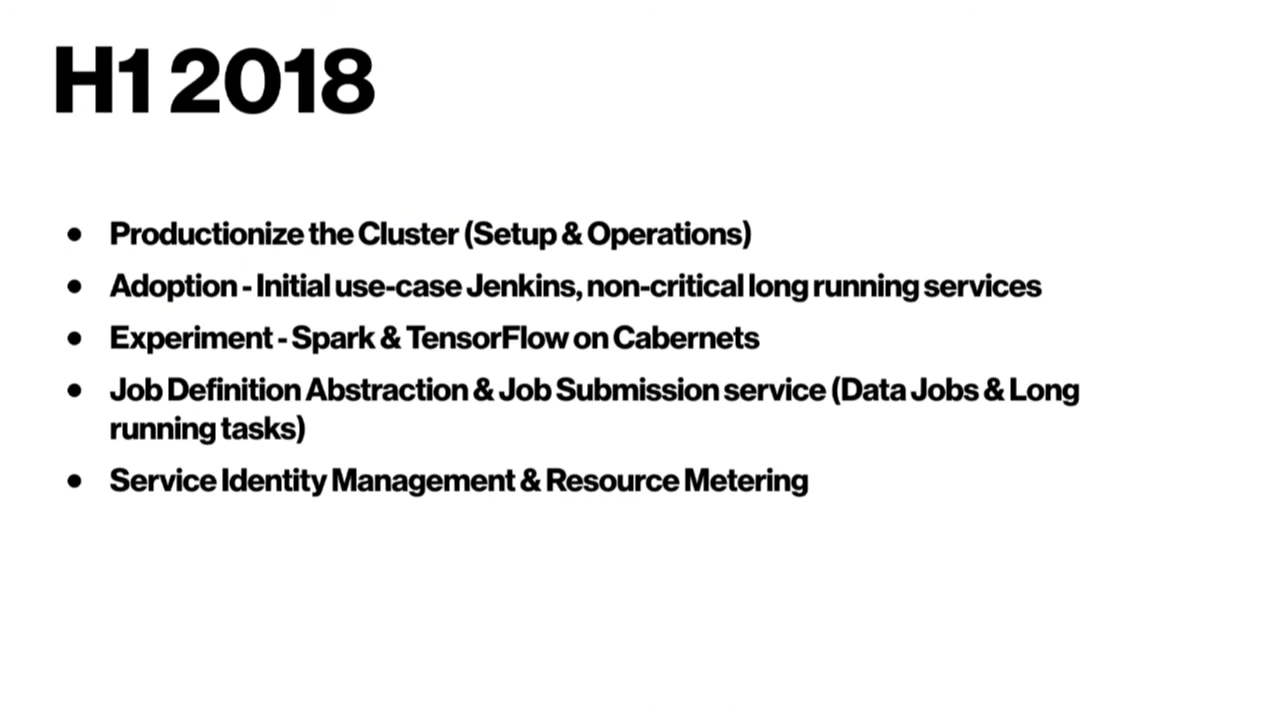 H1 2018
• Productionize the Cluster (Setup & Operations)
• Adoption - Initial use-case Jenkins, non-critical long running services
• Experiment - Spark & TensorFlow on Cabernets
• Job Definition Abstraction & Job Submission service (Data Jobs & Long
running tasks)
• Service Identity Management & Resource Metering